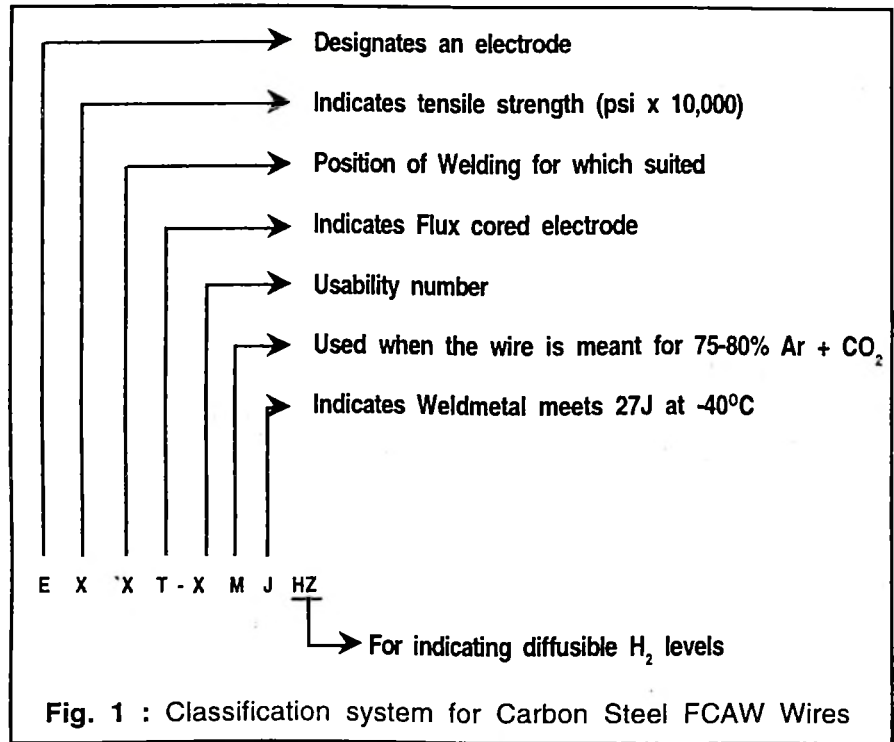 Designates an electrode
Indicates tensile strength (psi x 10,000)
Position of Welding for which suited
Indicates Flux cored electrode
Usability number
Used when the wire is meant for 75-80% Ar + CO₂
Indicates Weldmetal meets 27J at -40°C
E X X T - X M J HZ
For indicating diffusible H₂ levels
Fig. 1 : Classification system for Carbon Steel FCAW Wires